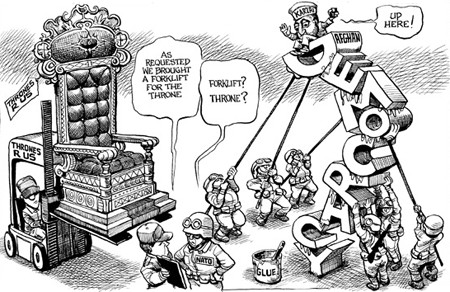 KARZAI
UP
HERE!
AFGHAN
DEMOCRACY
AS
REQUESTED
WE BROUGHT
A FORKLIFT
FOR THE
THRONE
FORKLIFT?
THRONE?
THRONES
R US
THRONES
R US
NATO
GLUE